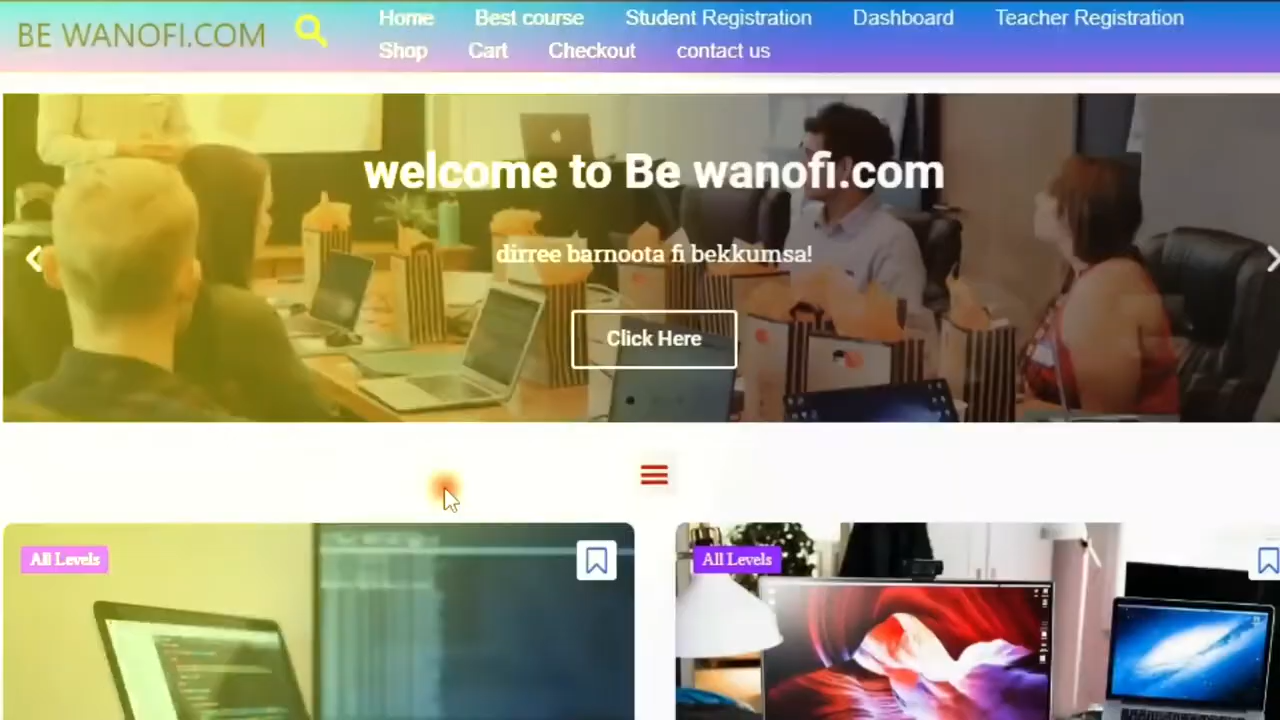 BE WANOFI.COM
Home Best course Student Registration Dashboard Teacher Registration
Shop Cart Checkout contact us
welcome to Be wanofi.com
dirree barnoota fi bekkumsa!
Click Here
All Levels
All Levels